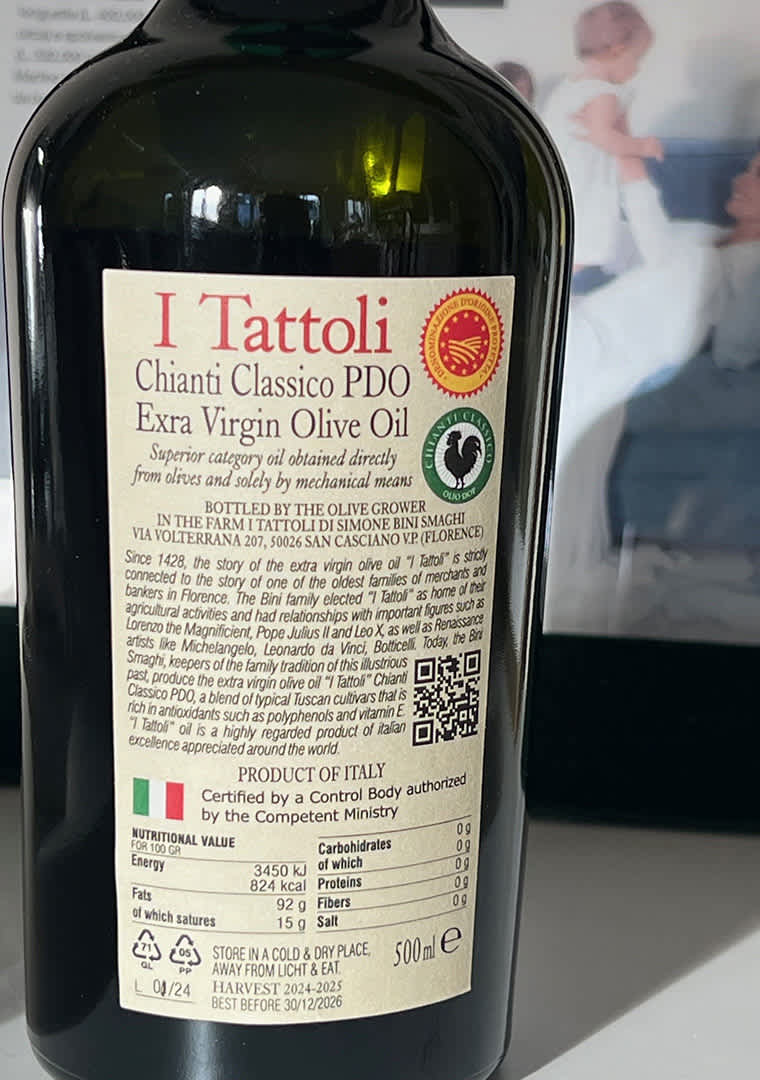 I Tattoli
Chianti Classico PDO
Exra Virgin Olive Oil
Superior category oil obtained directly
from olives and solely by mechanical means
DENOMINAZIONE D'ORIGINE PROTETTA
CHIANTI CLASSICO
OLIO DOP
BOTTLED BY THE OLIVE GROWER
IN THE FARM I TATTOLI DI SIMONE BINI SMAGHI
VIA VOLTERRANA 207, 50026 SAN CASCIANO V.P. (FLORENCE)
Since 1428, the story of the extra virgin olive oil "I Tattoli" is strictly
connected to the story of one of the oldest families of merchants and
bankers in Florence. The Bini family elected "I Tattoli" as home of their
agricultural activities and had relationships with important figures such as
Lorenzo the Magnificient, Pope Julius II and Leo X, as well as Renaissance
artists like Michelangelo, Leonardo da Vinci, Botticelli. Today, the Bini
Smaghi, keepers of the family tradition of this illustrious
past, produce the extra virgin olive oil "I Tattoli" Chianti
Classico PDO, a blend of typical Tuscan cultivars that is
rich in antioxidants such as polyphenols and vitamin E.
"I Tattoli" oil is a highly regarded product of italian
excellence appreciated around the world.
PRODUCT OF ITALY
Certified by a Control Body authorized
by the Competent Ministry
NUTRITIONAL VALUE
FOR 100 GR
Energy 3450 kJ
824 kcal
Fats 92 g
of which satures 15 g
0 g
Carbohidrates 0 g
of which 0 g
Proteins 0 g
Fibers 0 g
Salt
71
GL
05
PP
STORE IN A COLD & DRY PLACE,
AWAY FROM LICHT & EAT.
500 ml e
L 01/24
HARVEST 2024-2025
BEST BEFORE 30/12/2026